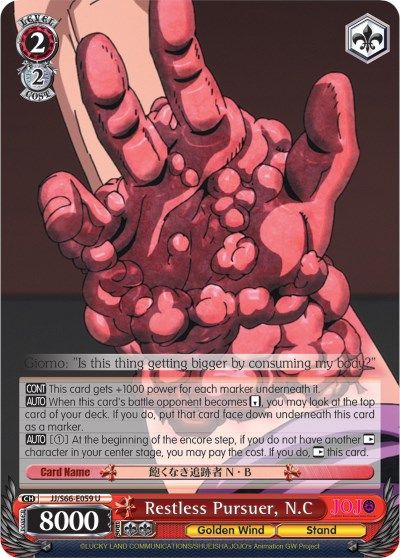 LEVEL
2
2
COST
Giorno: "Is this thing getting bigger by consuming my body?"
CONT This card gets +1000 power for each marker underneath it.
AUTO When this card's battle opponent becomes [▼], you may look at the top
card of your deck. If you do, put that card face down underneath this card
as a marker.
AUTO [①] At the beginning of the encore step, if you do not have another [▶]
character in your center stage, you may pay the cost. If you do, [▶] this card.
Card Name 飽くなき追跡者 N・B
CH JJ/S66-E059 U
Restless Pursuer, N.C
JOJO
POWER 8000 SOUL
Golden Wind Stand
©LUCKY LAND COMMUNICATIONS/SHUEISHA,JOJO's Animation GW Project